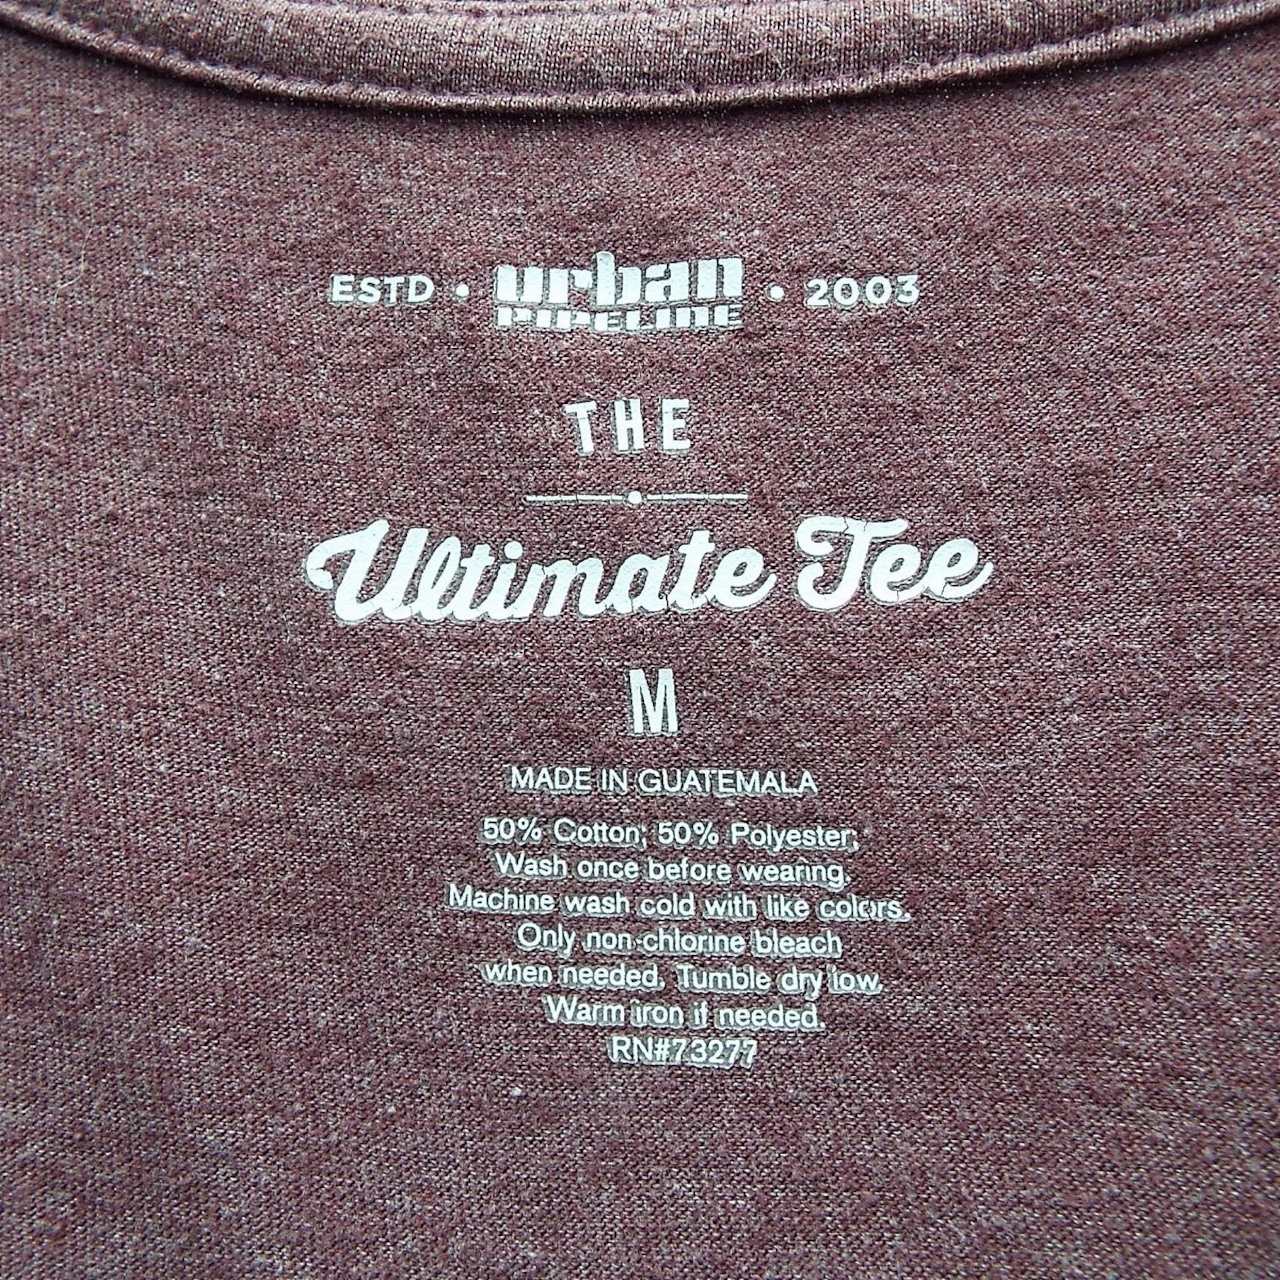 ESTD • urban • 2003
PIPELINE
THE
Ultimate Tee
M
MADE IN GUATEMALA
50% Cotton; 50% Polyester;
Wash once before wearing.
Machine wash cold with like colors.
Only non-chlorine bleach
when needed. Tumble dry low.
Warm iron if needed.
RN#73277